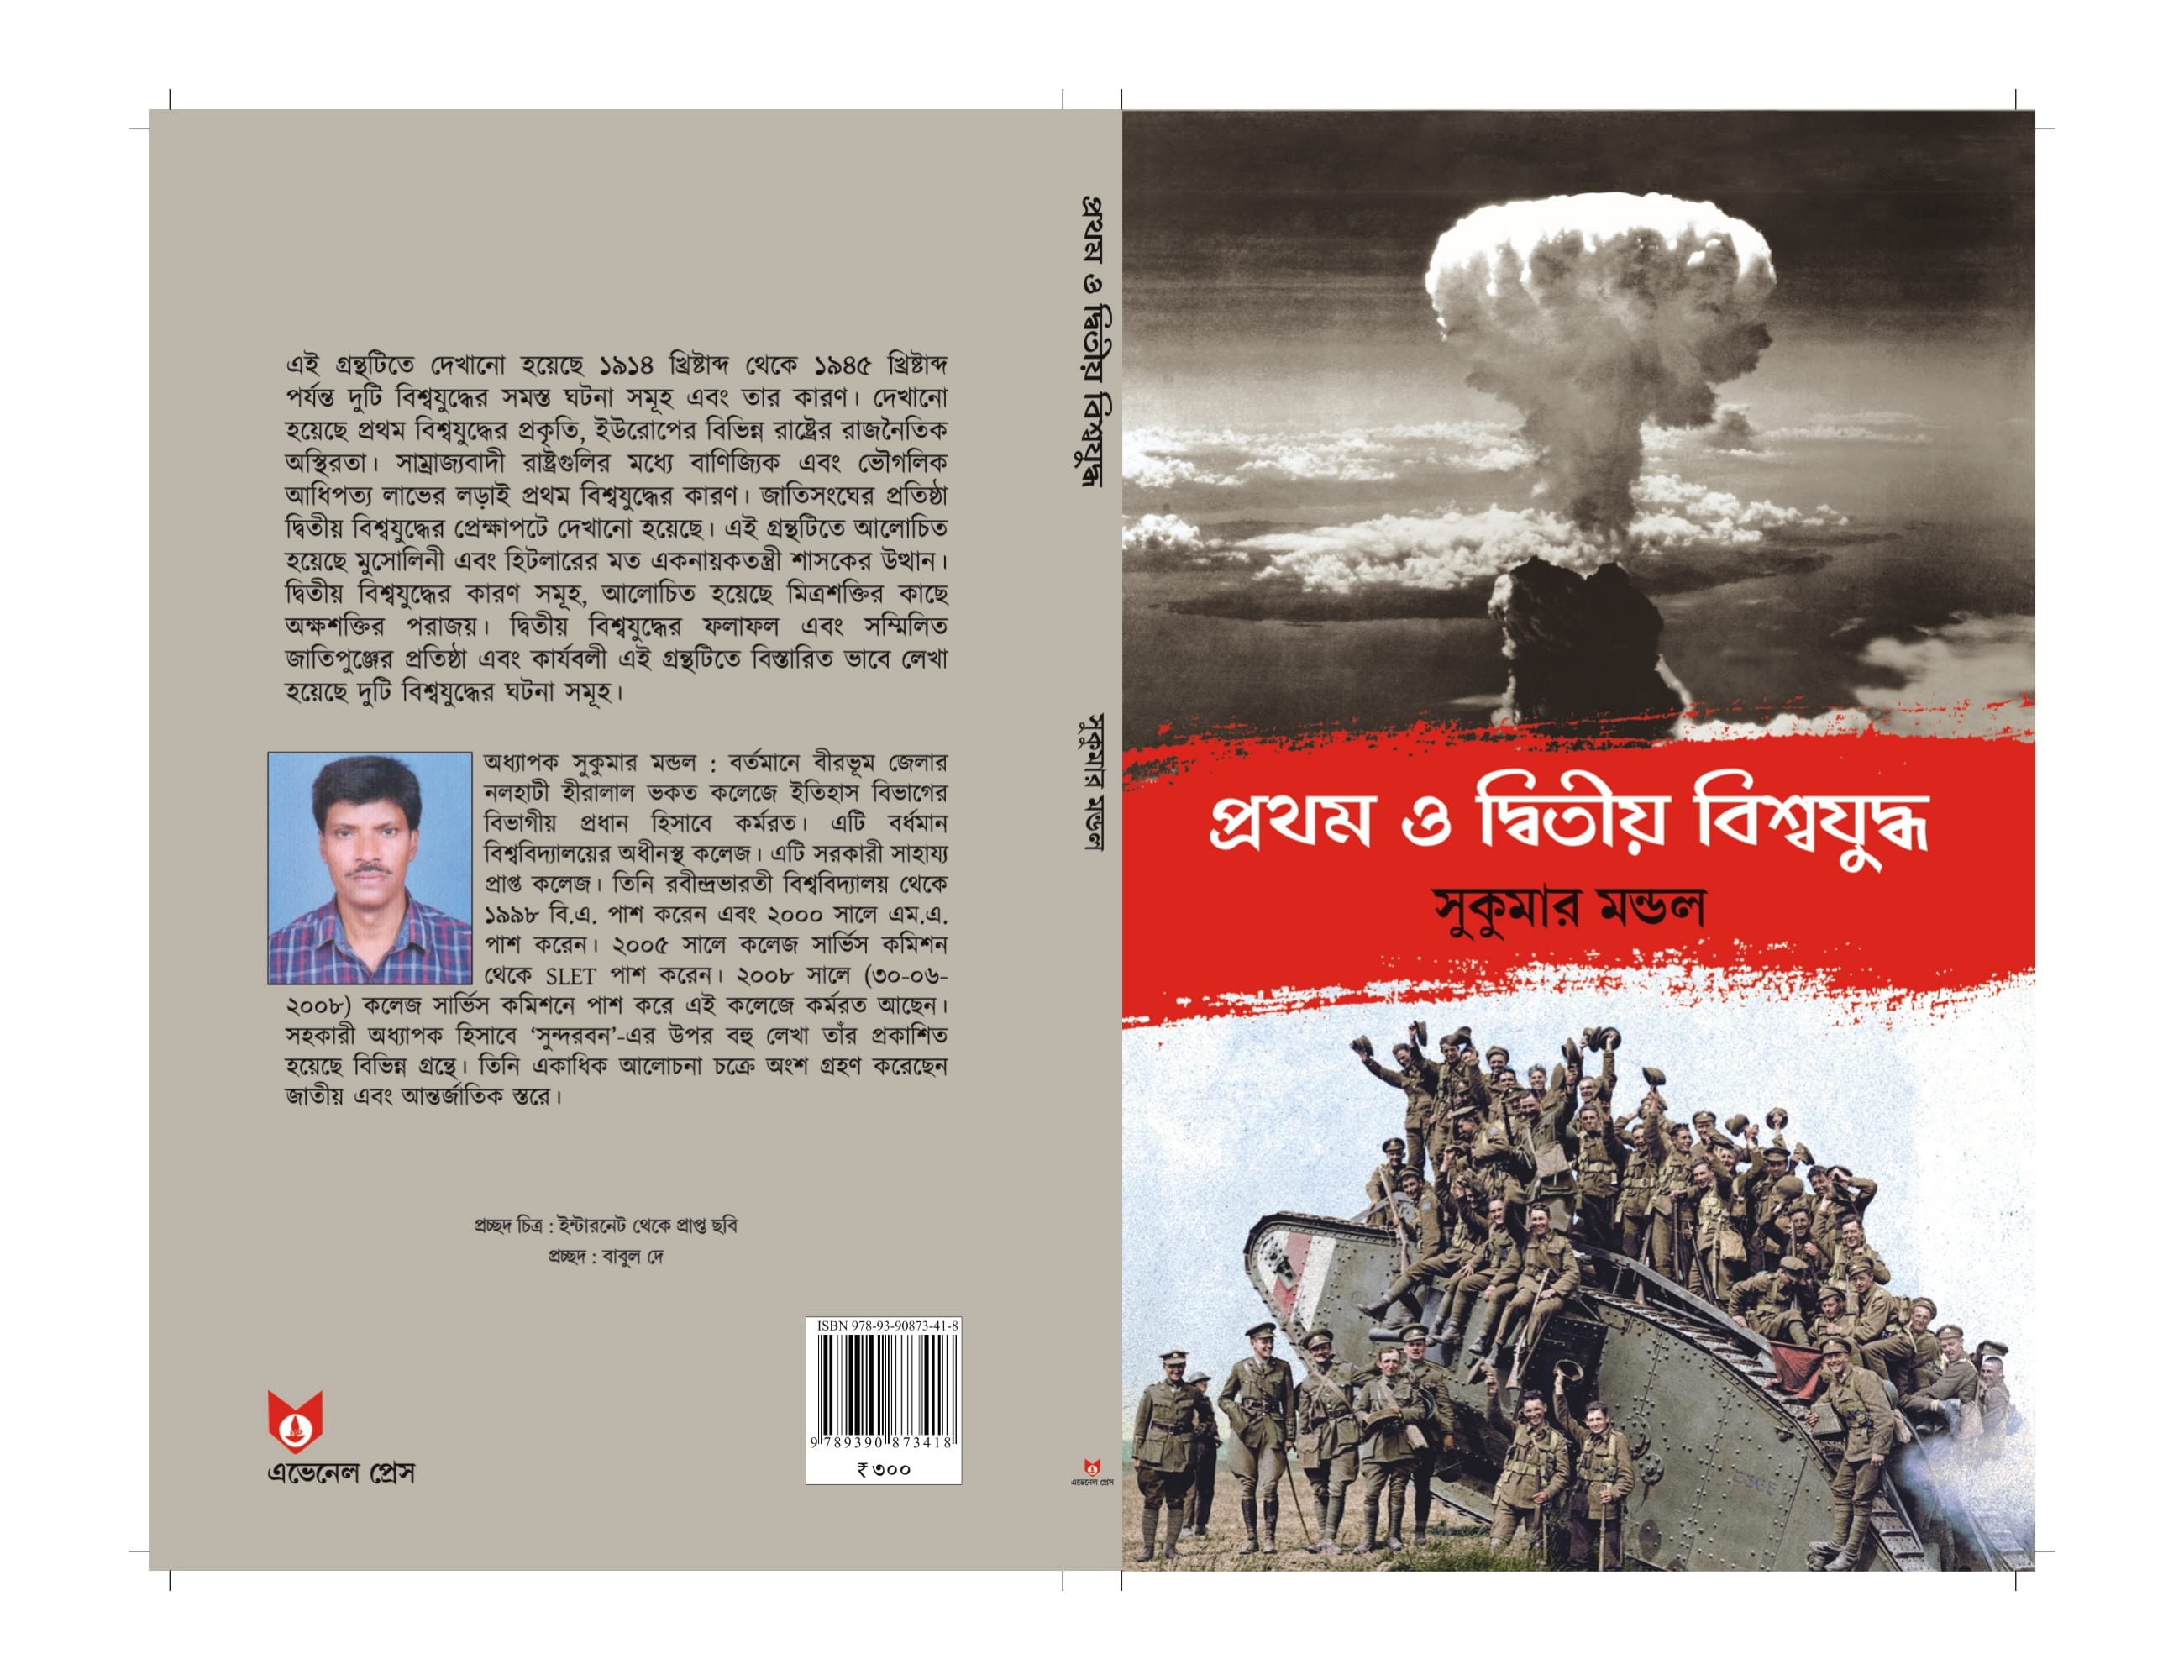 এই গ্রন্থটিতে দেখানো হয়েছে ১৯১৪ খ্রিষ্টাব্দ থেকে ১৯৪৫ খ্রিষ্টাব্দ
পর্যন্ত দুটি বিশ্বযুদ্ধের সমস্ত ঘটনা সমূহ এবং তার কারণ। দেখানো
হয়েছে প্রথম বিশ্বযুদ্ধের প্রকৃতি, ইউরোপের বিভিন্ন রাষ্ট্রের রাজনৈতিক
অস্থিরতা। সাম্রাজ্যবাদী রাষ্ট্রগুলির মধ্যে বাণিজ্যিক এবং ভৌগলিক
আধিপত্য লাভের লড়াই প্রথম বিশ্বযুদ্ধের কারণ। জাতিসংঘের প্রতিষ্ঠা
দ্বিতীয় বিশ্বযুদ্ধের প্রেক্ষাপটে দেখানো হয়েছে। এই গ্রন্থটিতে আলোচিত
হয়েছে মুসোলিনী এবং হিটলারের মত একনায়কতন্ত্রী শাসকের উত্থান।
দ্বিতীয় বিশ্বযুদ্ধের কারণ সমূহ, আলোচিত হয়েছে মিত্রশক্তির কাছে
অক্ষশক্তির পরাজয়। দ্বিতীয় বিশ্বযুদ্ধের ফলাফল এবং সম্মিলিত
জাতিপুঞ্জের প্রতিষ্ঠা এবং কার্যবলী এই গ্রন্থটিতে বিস্তারিত ভাবে লেখা
হয়েছে দুটি বিশ্বযুদ্ধের ঘটনা সমূহ।
অধ্যাপক সুকুমার মন্ডল : বর্তমানে বীরভূম জেলার
নলহাটী হীরালাল ভকত কলেজে ইতিহাস বিভাগের
বিভাগীয় প্রধান হিসাবে কর্মরত। এটি বর্ধমান
বিশ্ববিদ্যালয়ের অধীনস্থ কলেজ। এটি সরকারী সাহায্য
প্রাপ্ত কলেজ। তিনি রবীন্দ্রভারতী বিশ্ববিদ্যালয় থেকে
১৯৯৮ বি.এ. পাশ করেন এবং ২০০০ সালে এম.এ.
পাশ করেন। ২০০৫ সালে কলেজ সার্ভিস কমিশন
থেকে SLET পাশ করেন। ২০০৮ সালে (৩০-০৬-
২০০৮) কলেজ সার্ভিস কমিশনে পাশ করে এই কলেজে কর্মরত আছেন।
সহকারী অধ্যাপক হিসাবে ‘সুন্দরবন’-এর উপর বহু লেখা তাঁর প্রকাশিত
হয়েছে বিভিন্ন গ্রন্থে। তিনি একাধিক আলোচনা চক্রে অংশ গ্রহণ করেছেন
জাতীয় এবং আন্তর্জাতিক স্তরে।
প্রচ্ছদ চিত্র : ইন্টারনেট থেকে প্রাপ্ত ছবি
প্রচ্ছদ : বাবুল দে
ISBN 978-93-90873-41-8
9 789390 873418
₹ ৩০০
এভেনেল প্রেস
প্রথম ও দ্বিতীয় বিশ্বযুদ্ধ
সুকুমার মন্ডল
এভেনেল প্রেস
প্রথম ও দ্বিতীয় বিশ্বযুদ্ধ
সুকুমার মন্ডল